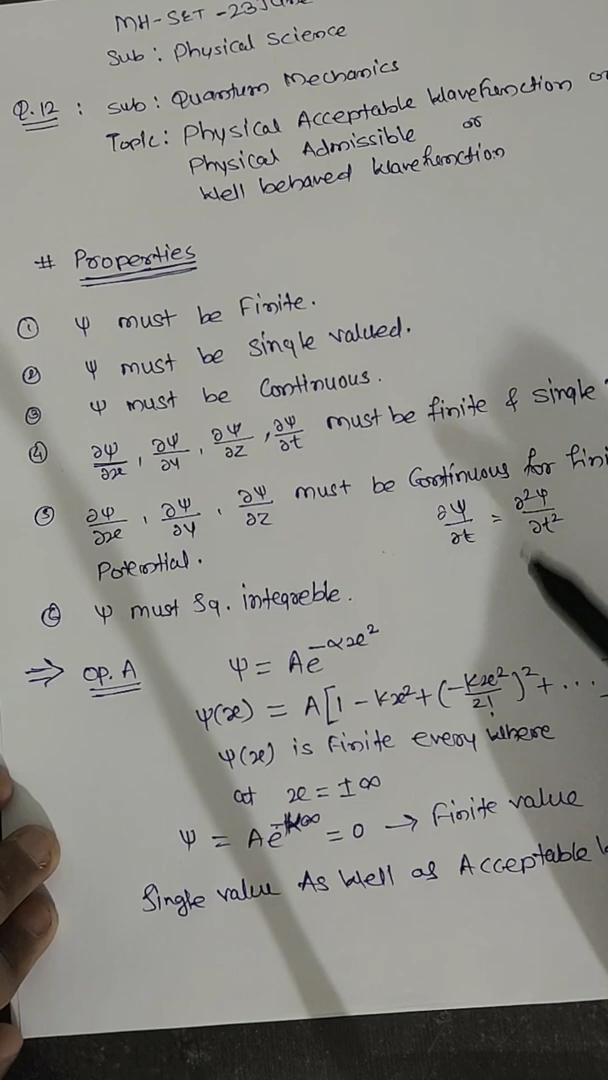 MH-SET-23 June
Sub : Physical Science
Q.12 : Sub : Quantum Mechanics
Topic : Physical Acceptable Wavefunction or
Physical Admissible or
Well behaved Wavefunction
# Properties
① ψ must be Finite.
② ψ must be single valued.
③ ψ must be Continuous.
④ ∂ψ/∂x, ∂ψ/∂y, ∂ψ/∂z, ∂ψ/∂t must be finite & single
⑤ ∂ψ/∂x, ∂ψ/∂y, ∂ψ/∂z must be Continuous for fini
Potential.
∂ψ/∂t = ∂²ψ/∂t²
⑥ ψ must Sq. integreble.
⇒ Op. A ψ = Ae^-αx²
ψ(x) = A[1 - Kx² + (-Kx²/2!)² + ...
ψ(x) is Finite every where
at x = ±∞
ψ = Ae^-∞ = 0 → Finite value
Single value As Well as Acceptable